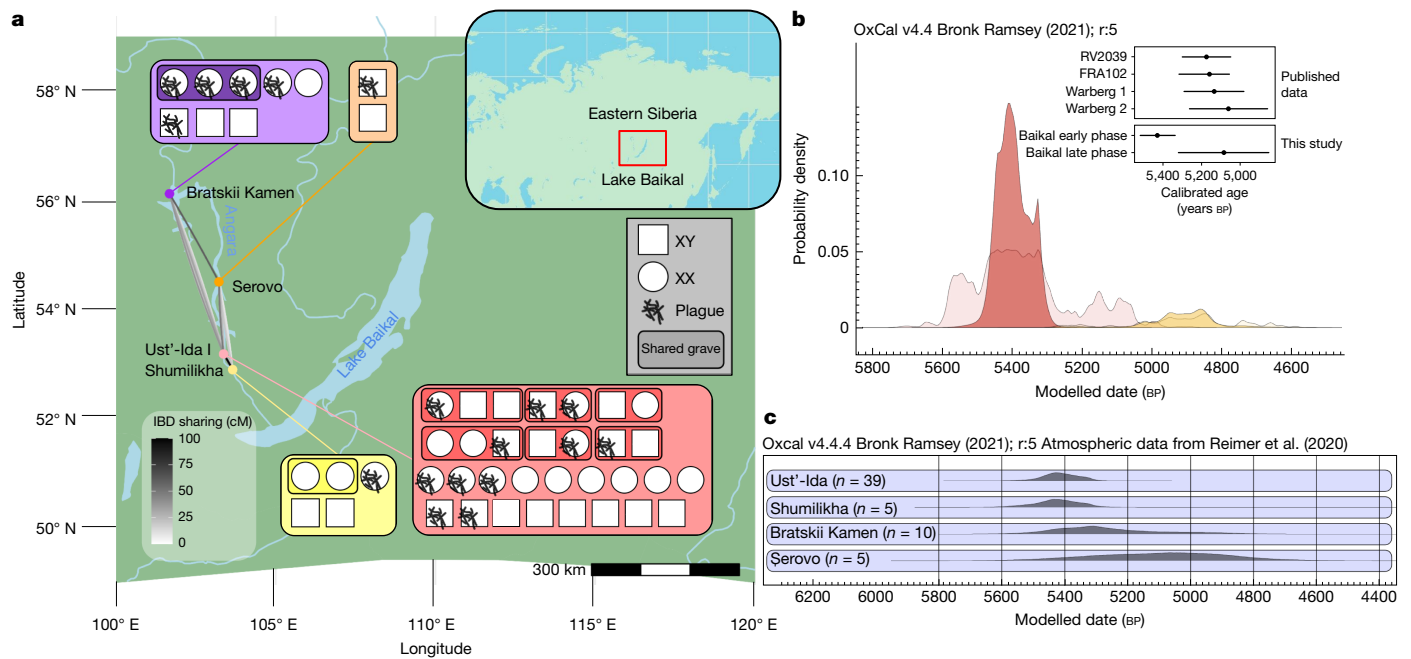 a
58° N
56° N
54° N
52° N
50° N
Latitude
100° E
105° E
110° E
115° E
120° E
Longitude
Bratskii Kamen
Angara
Serovo
Ust'-Ida I
Shumilikha
Lake Baikal
Eastern Siberia
Lake Baikal
XY
XX
Plague
Shared grave
IBD sharing (cM)
100
75
50
25
0
300 km
b
OxCal v4.4 Bronk Ramsey (2021); r:5
Probability density
0.10
0.05
0
5800
5600
5400
5200
5000
4800
4600
Modelled date (BP)
RV2039
FRA102
Warberg 1
Warberg 2
Published
data
Baikal early phase
Baikal late phase
This study
5,400
5,200
5,000
Calibrated age
(years BP)
c
Oxcal v4.4.4 Bronk Ramsey (2021); r:5 Atmospheric data from Reimer et al. (2020)
Ust'-Ida (n = 39)
Shumilikha (n = 5)
Bratskii Kamen (n = 10)
Şerovo (n = 5)
6200
6000
5800
5600
5400
5200
5000
4800
4600
4400
Modelled date (BP)